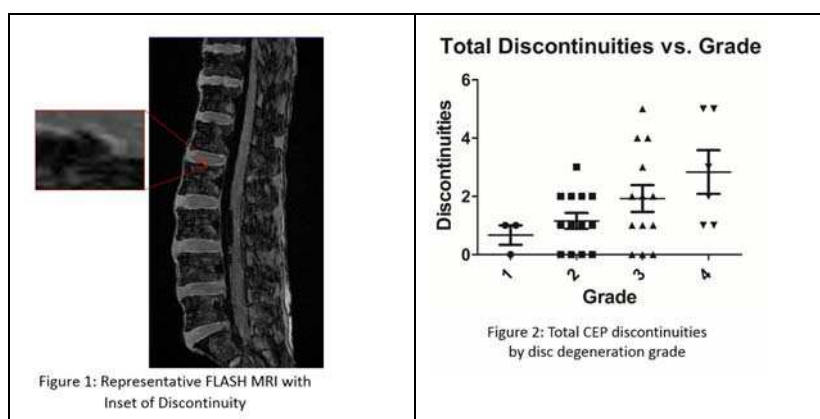 Figure 1: Representative FLASH MRI with
Inset of Discontinuity
Total Discontinuities vs. Grade
6
4
2
0
Discontinuities
1 2 3 4
Grade
Figure 2: Total CEP discontinuities
by disc degeneration grade